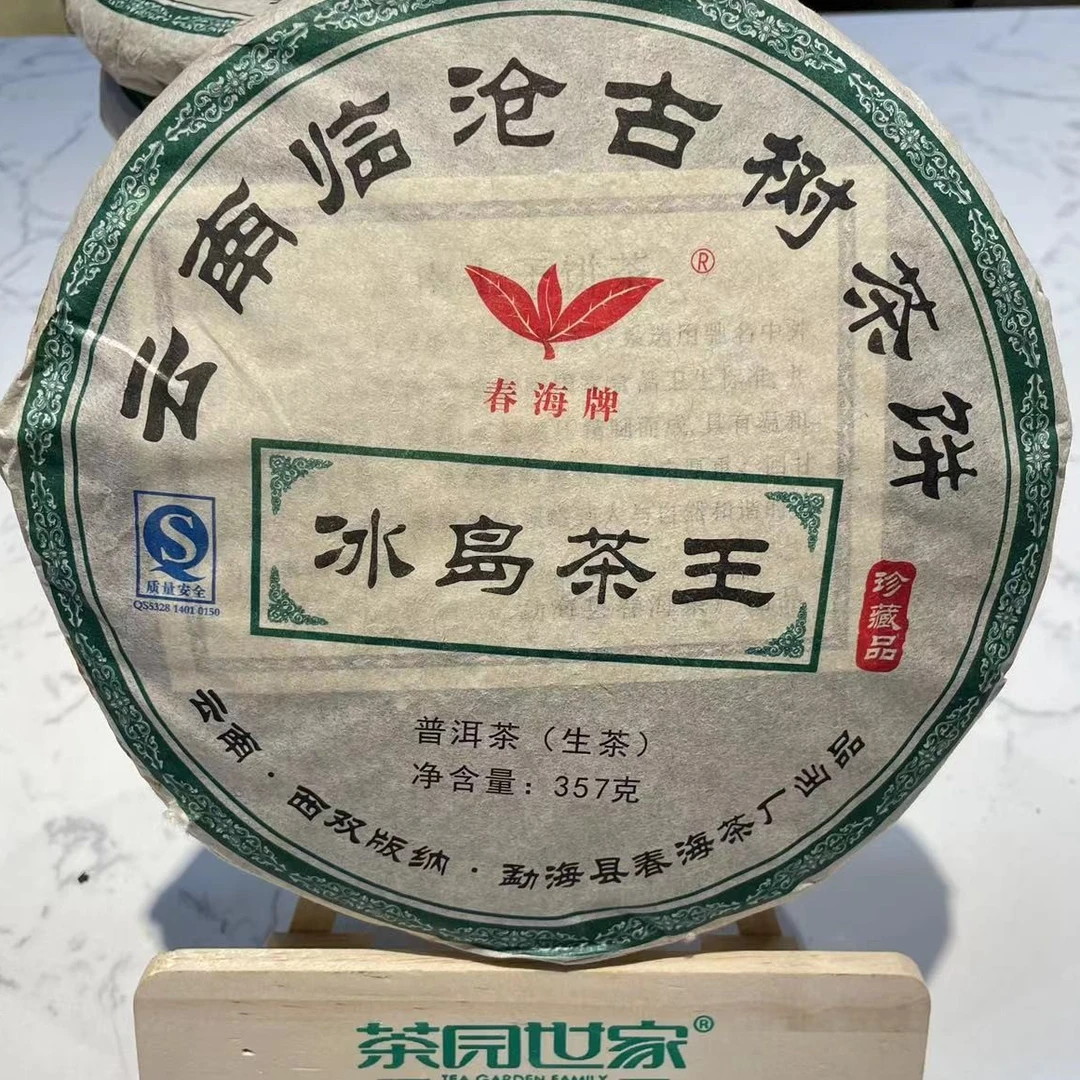 云南临沧古树茶饼
®
春海牌
冰岛茶王
S
质量安全
QS5328 1401 0150
珍藏品
普洱茶（生茶）
净含量：357克
云南·西双版纳·勐海县春海茶厂出品
茶园世家®
TEA GARDEN FAMILY